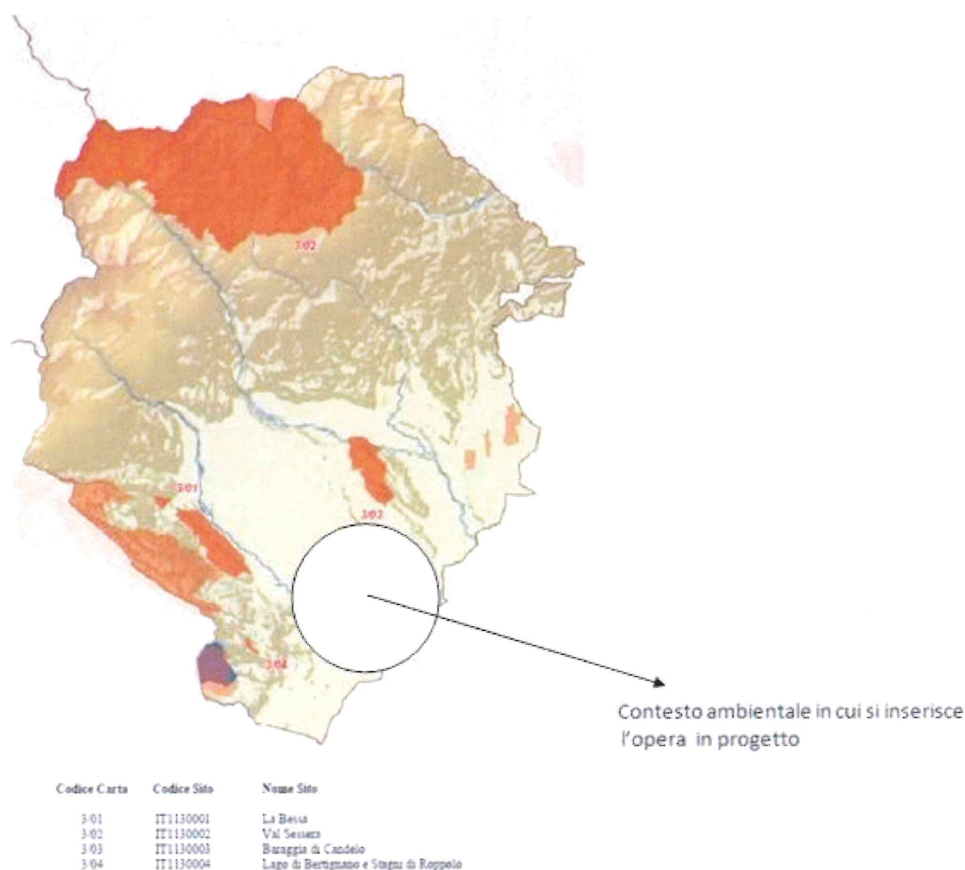 3/02
3/01
3/03
3/04
Contesto ambientale in cui si inserisce
l'opera in progetto
Codice Carta Codice Sito Nome Sito
3/01 IT1130001 La Bessa
3/02 IT1130002 Val Sessera
3/03 IT1130003 Baraggia di Candelo
3/04 IT1130004 Lago di Bertignano e Stagni di Roppolo